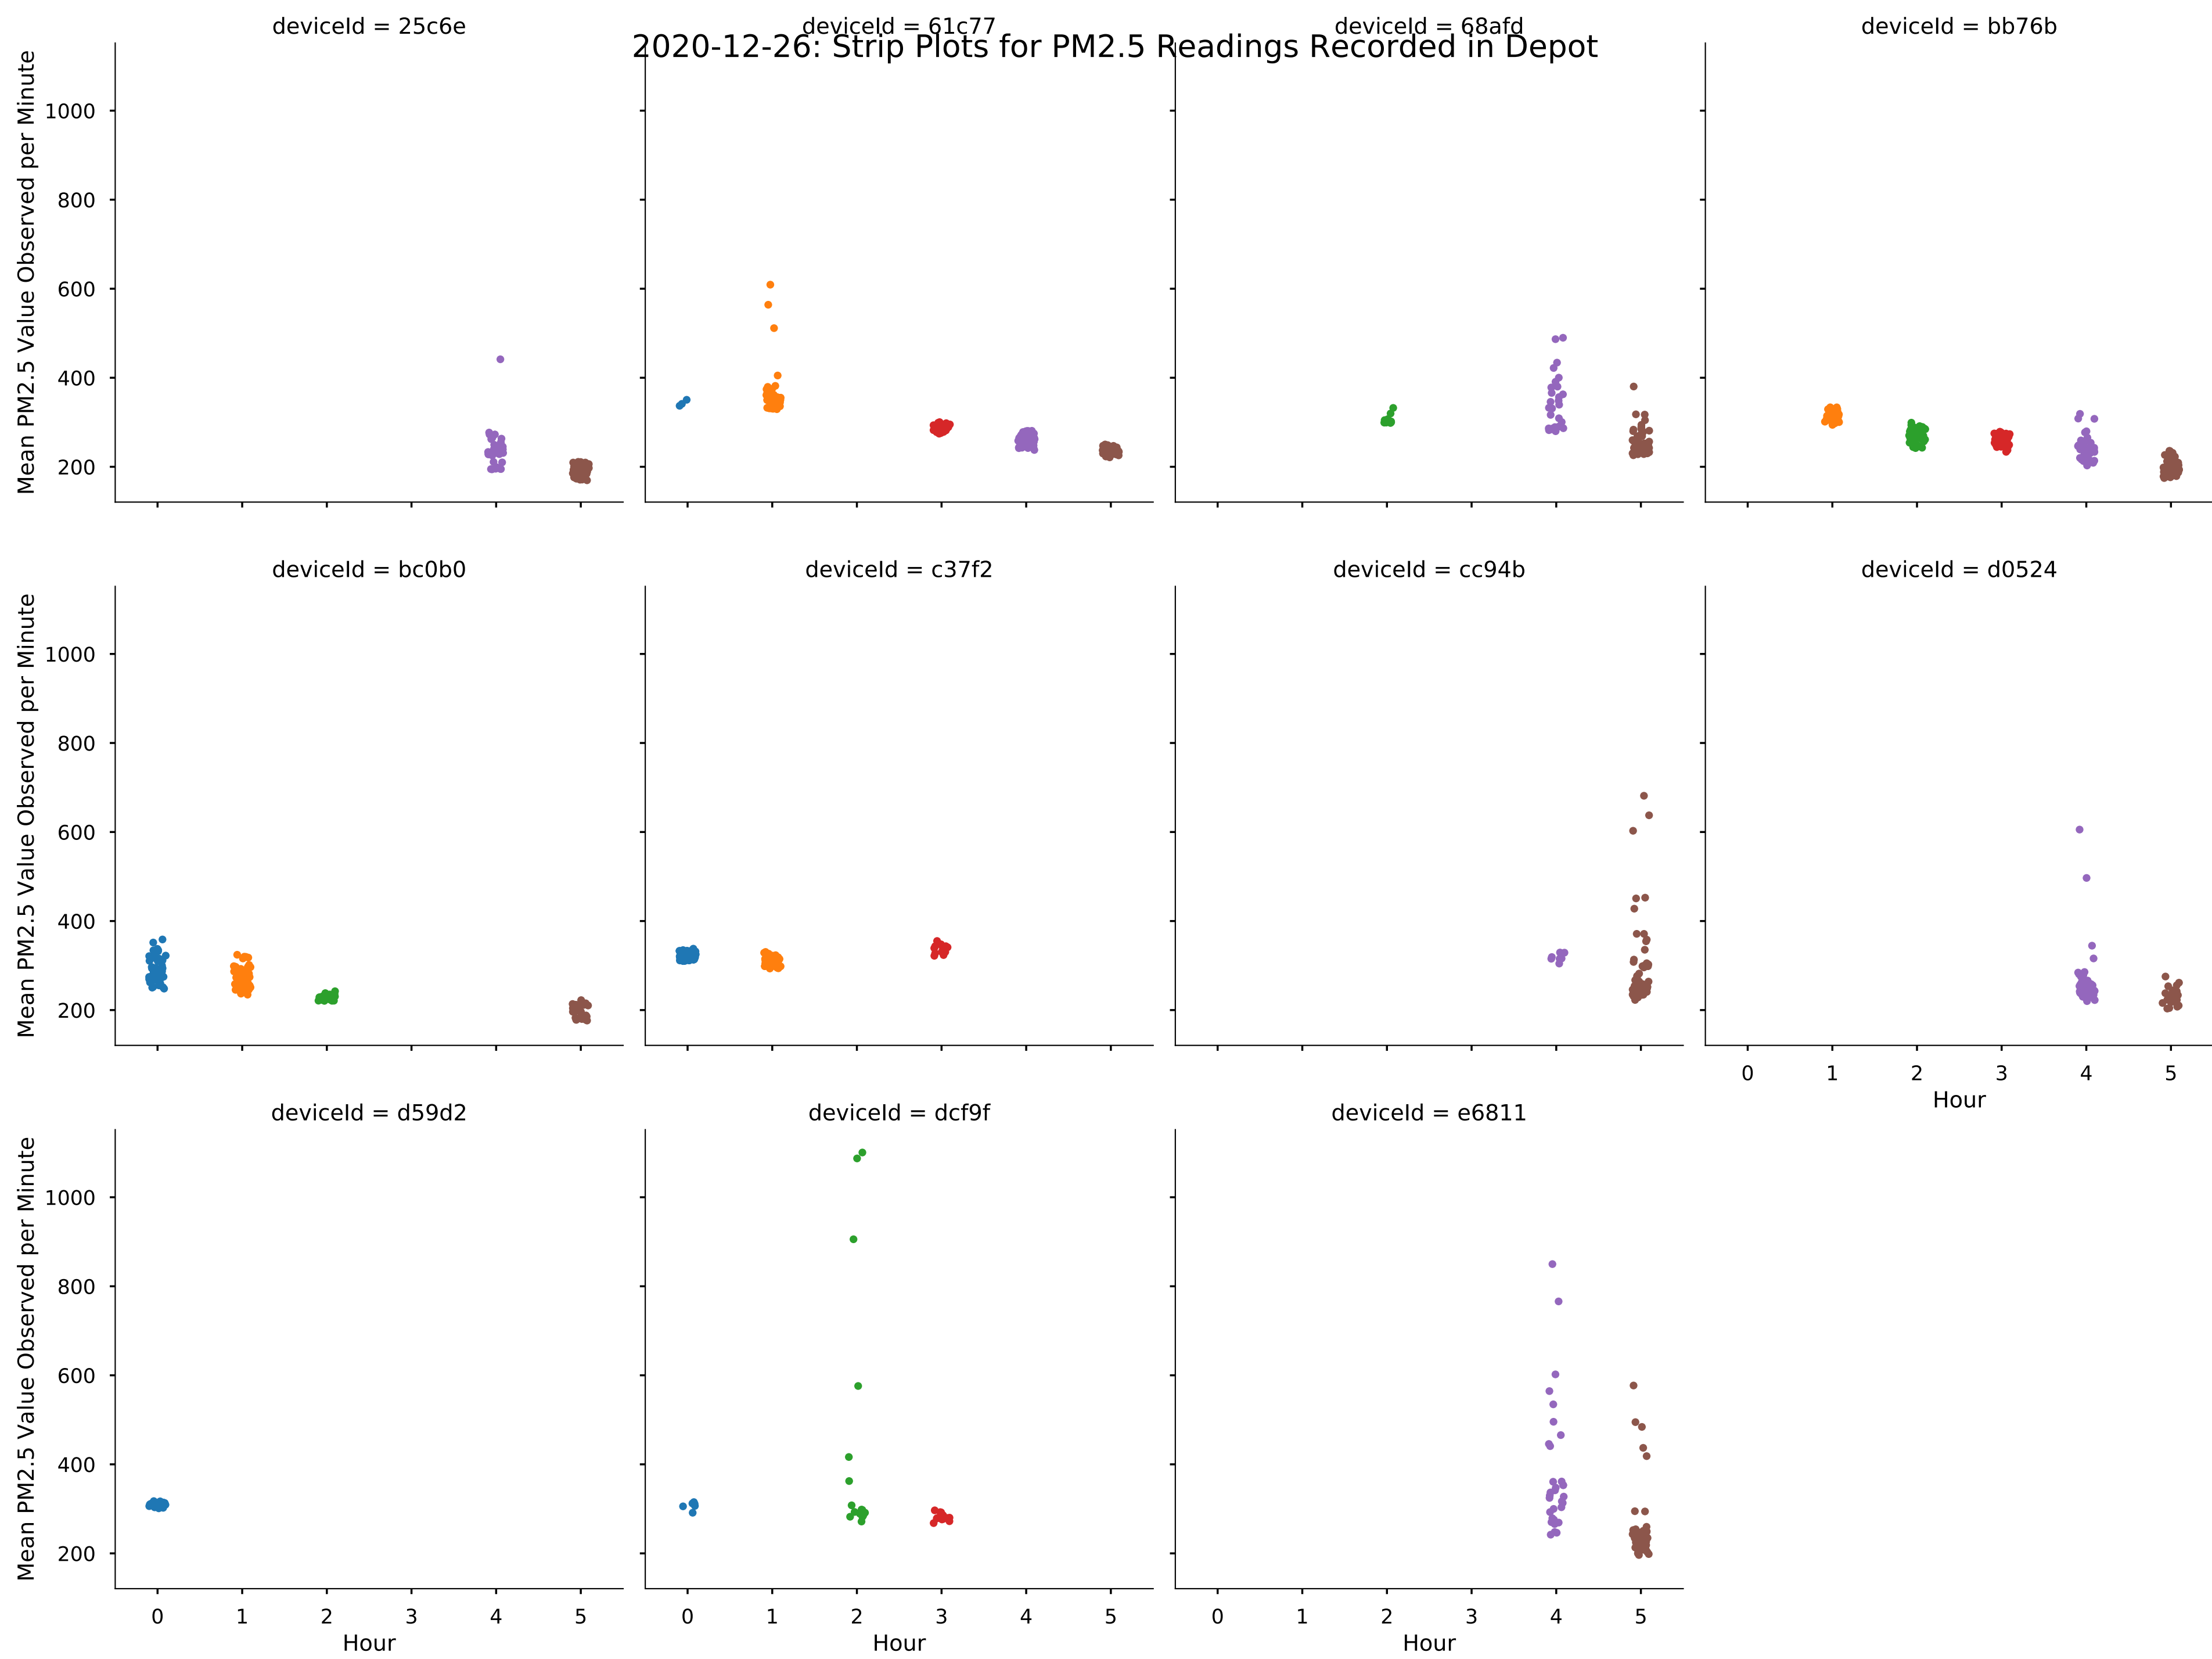 deviceId = 25c6e
deviceId = 61c77
deviceId = 68afd
deviceId = bb76b
2020-12-26: Strip Plots for PM2.5 Readings Recorded in Depot
Mean PM2.5 Value Observed per Minute
1000
800
600
400
200
deviceId = bc0b0
deviceId = c37f2
deviceId = cc94b
deviceId = d0524
Mean PM2.5 Value Observed per Minute
1000
800
600
400
200
0 1 2 3 4 5
Hour
deviceId = d59d2
deviceId = dcf9f
deviceId = e6811
Mean PM2.5 Value Observed per Minute
1000
800
600
400
200
0 1 2 3 4 5
Hour
0 1 2 3 4 5
Hour
0 1 2 3 4 5
Hour